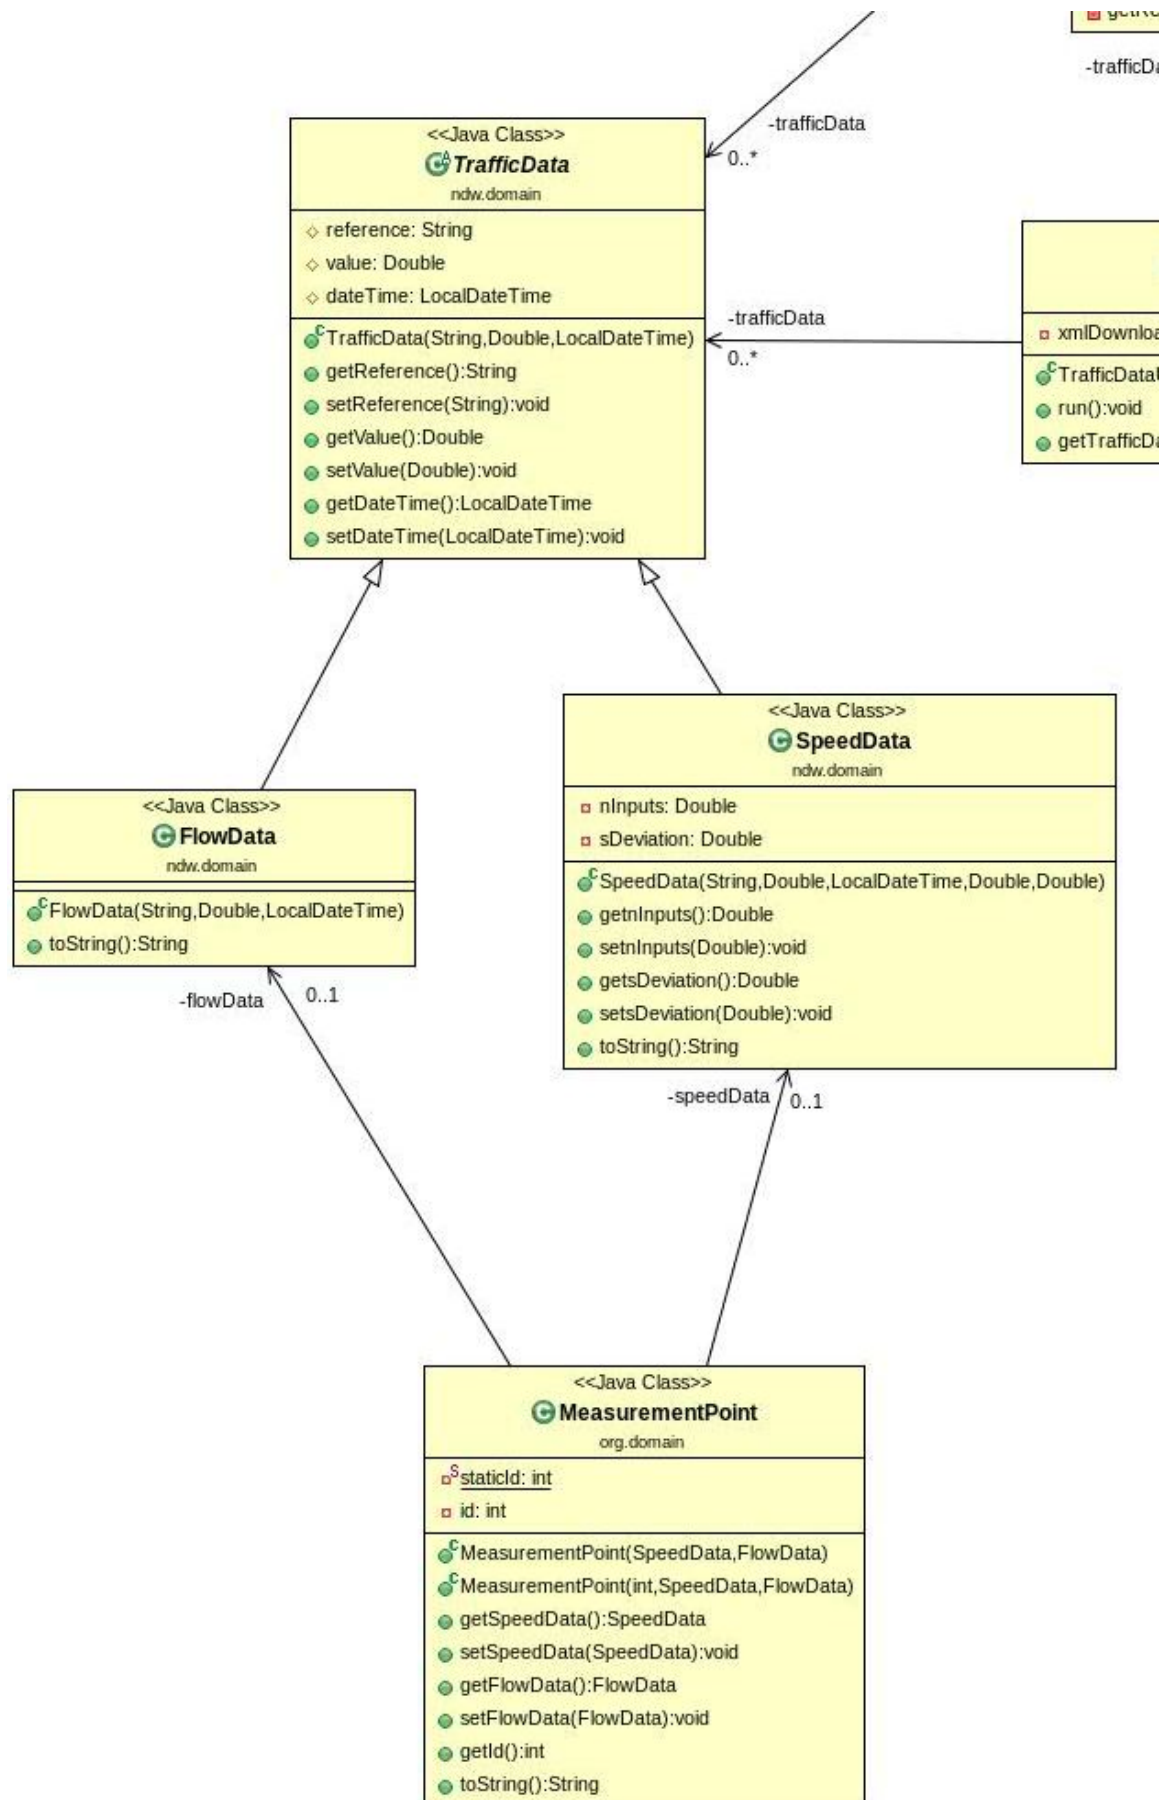 -trafficDa
-trafficData
0..*
<<Java Class>>
TrafficData
ndw.domain
reference: String
value: Double
dateTime: LocalDateTime
TrafficData(String,Double,LocalDateTime)
getReference():String
setReference(String):void
getValue():Double
setValue(Double):void
getDateTime():LocalDateTime
setDateTime(LocalDateTime):void
-trafficData
0..*
xmlDownloa
TrafficDataU
run():void
getTrafficDa
<<Java Class>>
FlowData
ndw.domain
FlowData(String,Double,LocalDateTime)
toString():String
<<Java Class>>
SpeedData
ndw.domain
nInputs: Double
sDeviation: Double
SpeedData(String,Double,LocalDateTime,Double,Double)
getnInputs():Double
setnInputs(Double):void
getsDeviation():Double
setsDeviation(Double):void
toString():String
-flowData
0..1
-speedData
0..1
<<Java Class>>
MeasurementPoint
org.domain
staticId: int
id: int
MeasurementPoint(SpeedData,FlowData)
MeasurementPoint(int,SpeedData,FlowData)
getSpeedData():SpeedData
setSpeedData(SpeedData):void
getFlowData():FlowData
setFlowData(FlowData):void
getId():int
toString():String